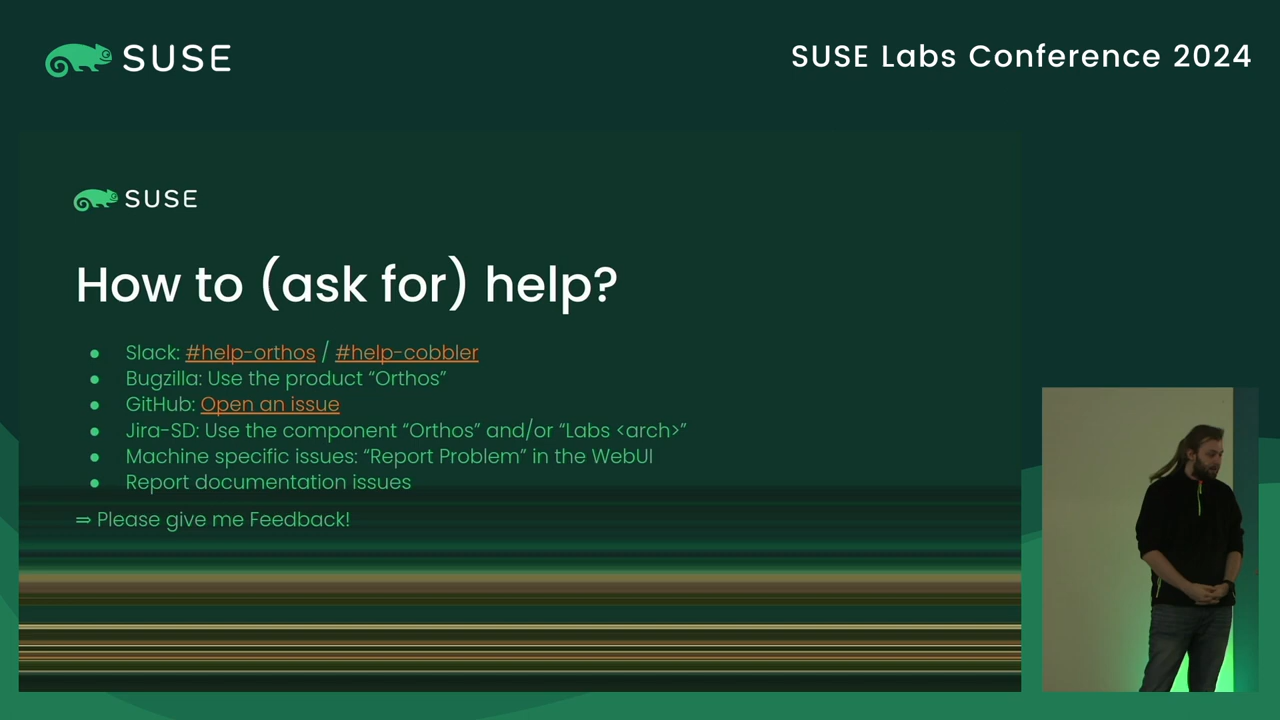 SUSE
SUSE Labs Conference 2024
SUSE
How to (ask for) help?
● Slack: #help-orthos / #help-cobbler
● Bugzilla: Use the product “Orthos”
● GitHub: Open an issue
● Jira-SD: Use the component “Orthos” and/or “Labs <arch>”
● Machine specific issues: “Report Problem” in the WebUI
● Report documentation issues
⇒ Please give me Feedback!